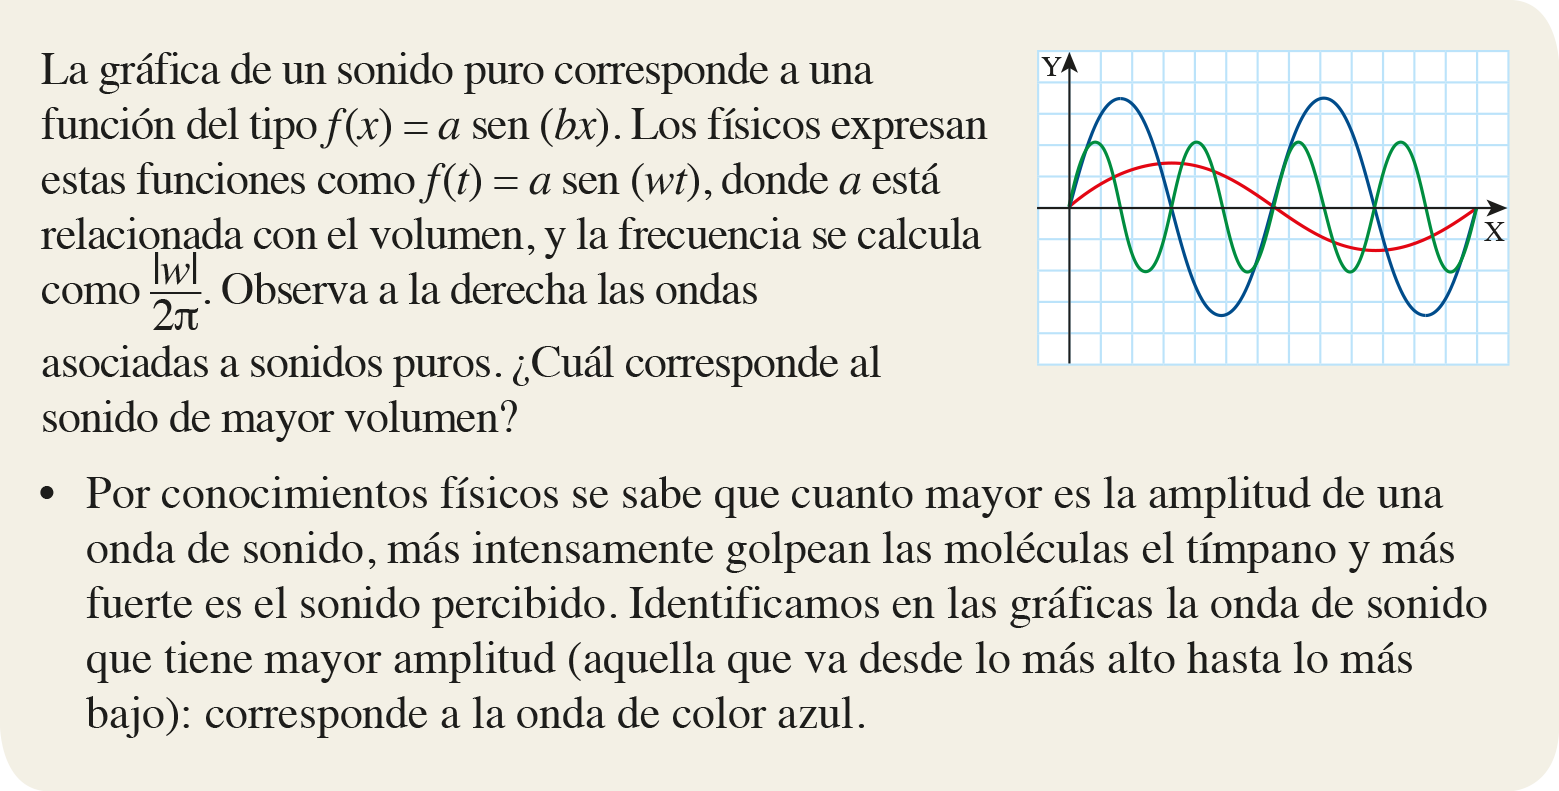 La gráfica de un sonido puro corresponde a una
función del tipo f(x) = a sen (bx). Los físicos expresan
estas funciones como f(t) = a sen (wt), donde a está
relacionada con el volumen, y la frecuencia se calcula
como |w|/2π. Observa a la derecha las ondas
asociadas a sonidos puros. ¿Cuál corresponde al
sonido de mayor volumen?
Y
X
• Por conocimientos físicos se sabe que cuanto mayor es la amplitud de una
onda de sonido, más intensamente golpean las moléculas el tímpano y más
fuerte es el sonido percibido. Identificamos en las gráficas la onda de sonido
que tiene mayor amplitud (aquella que va desde lo más alto hasta lo más
bajo): corresponde a la onda de color azul.